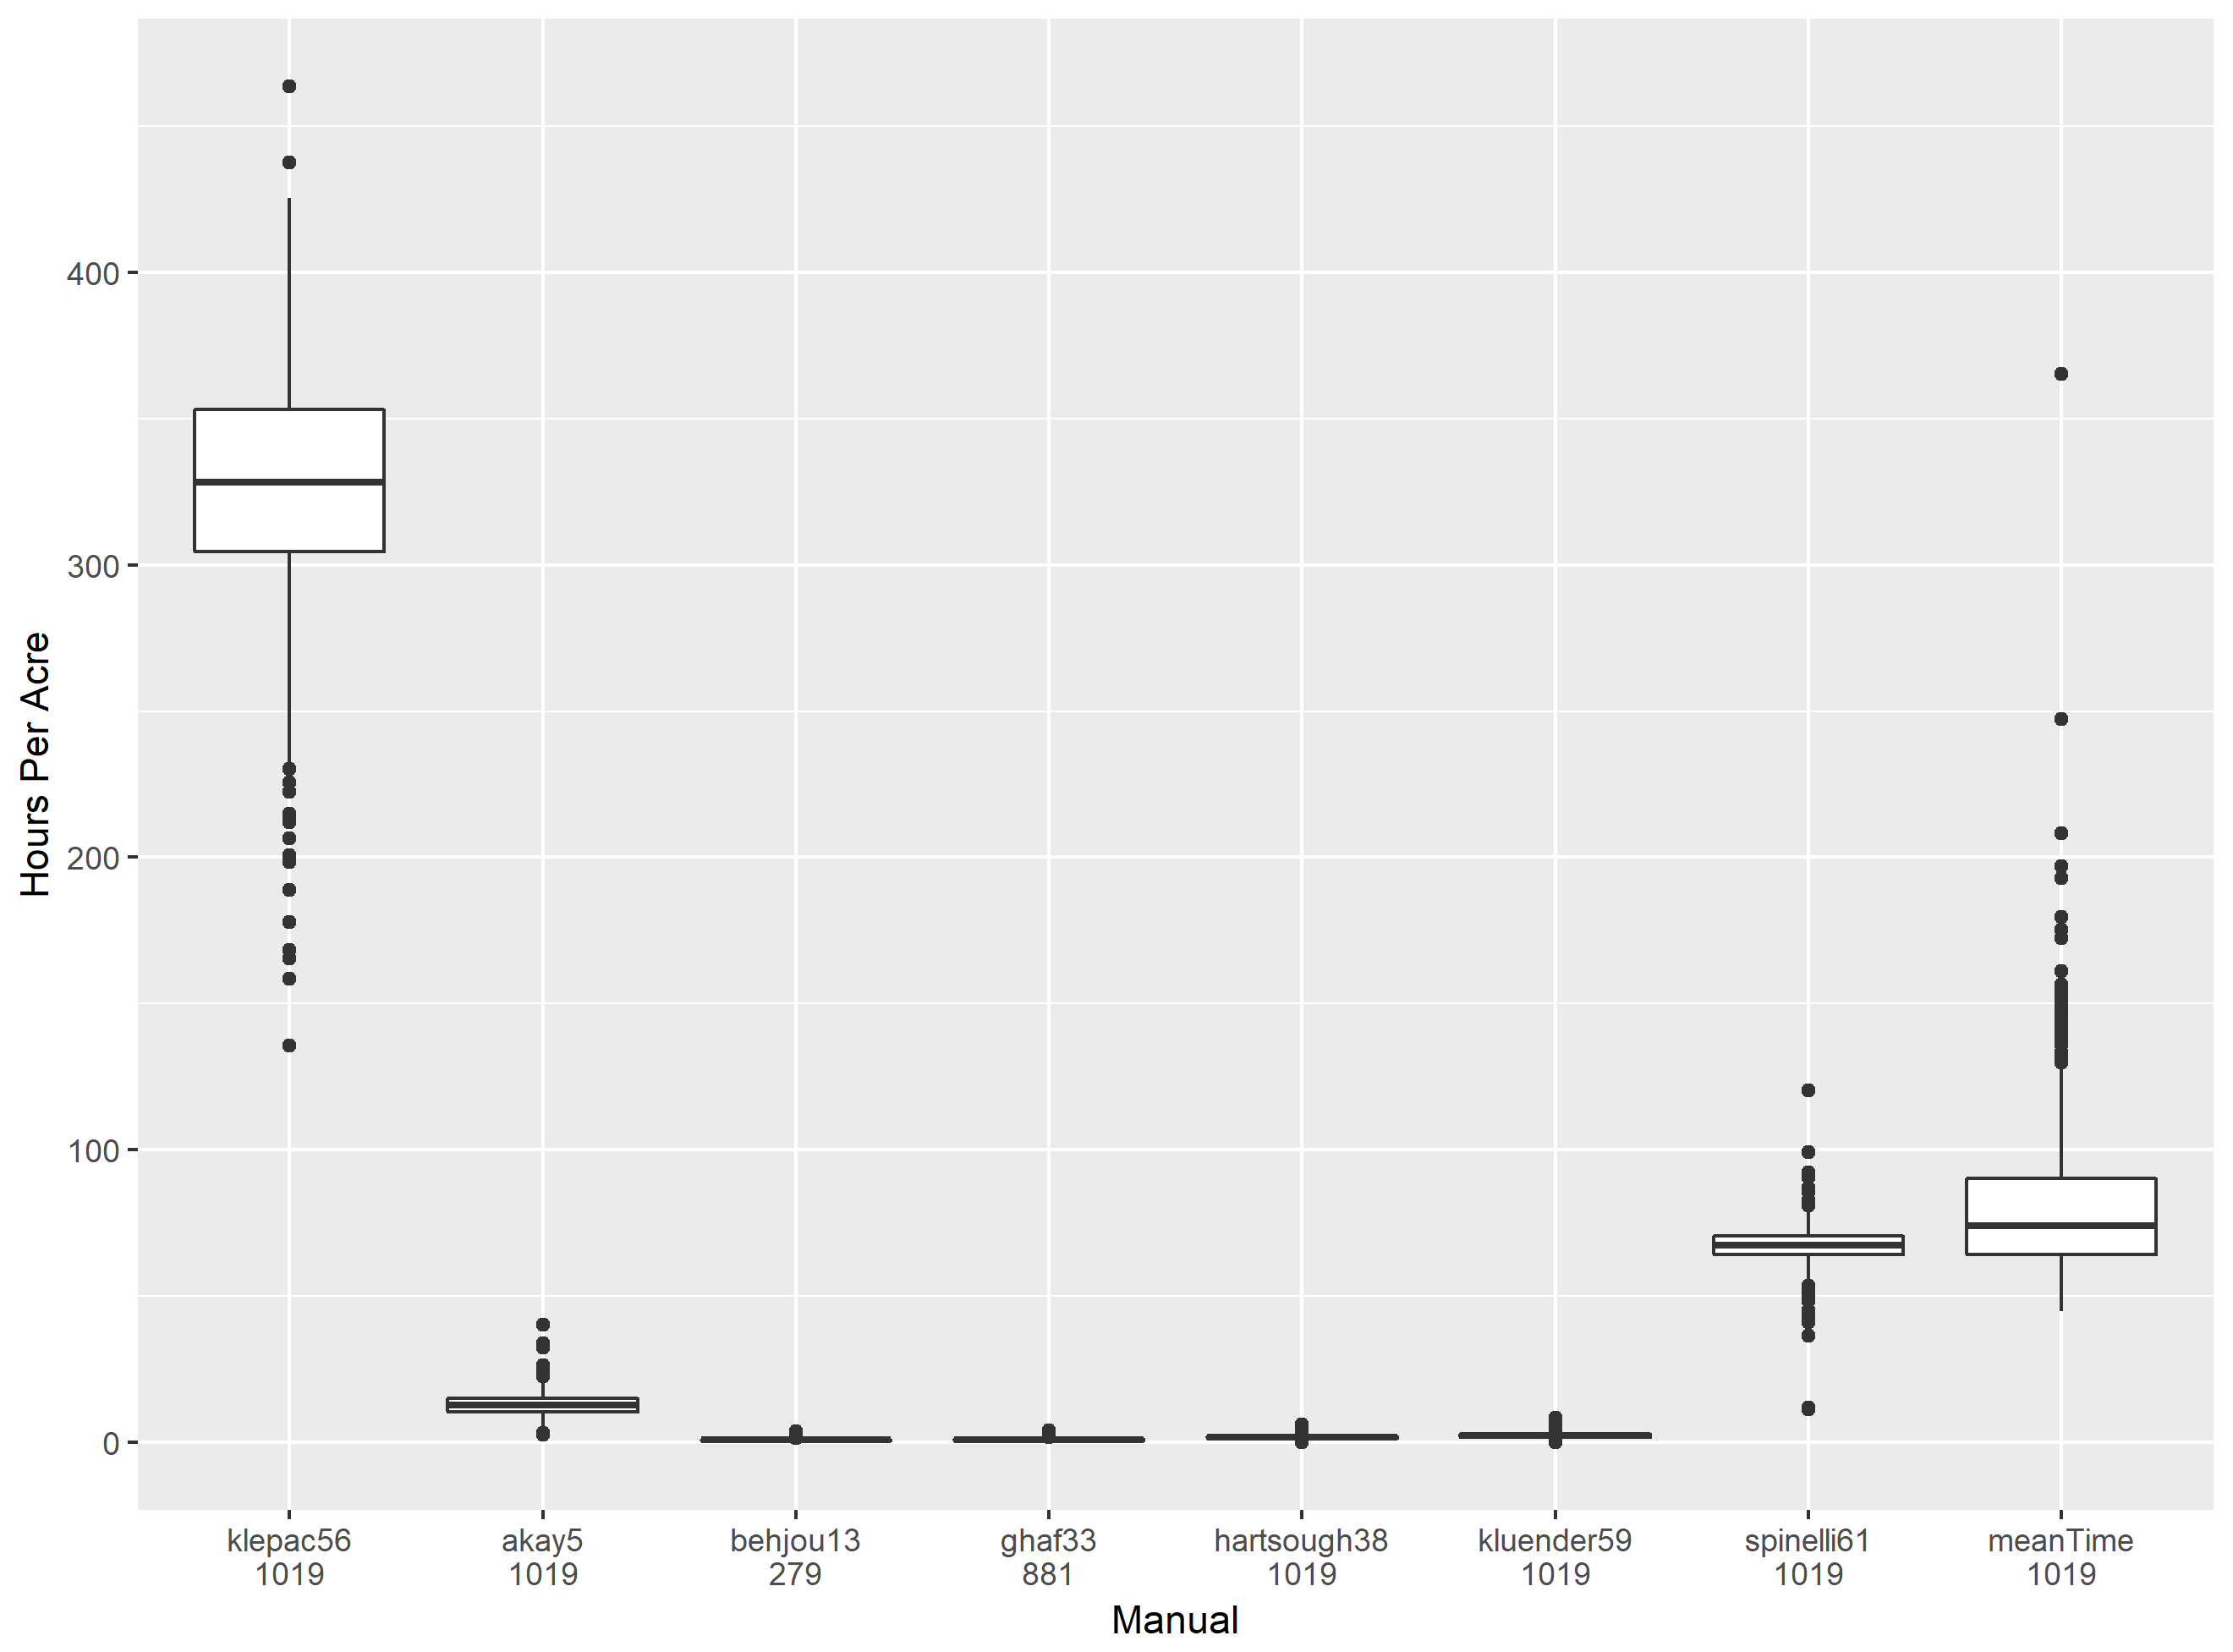 Hours Per Acre
400
300
200
100
0
klepac56 akay5 behjou13 ghaf33 hartsough38 kluender59 spinelli61 meanTime
1019 1019 279 881 1019 1019 1019 1019
Manual